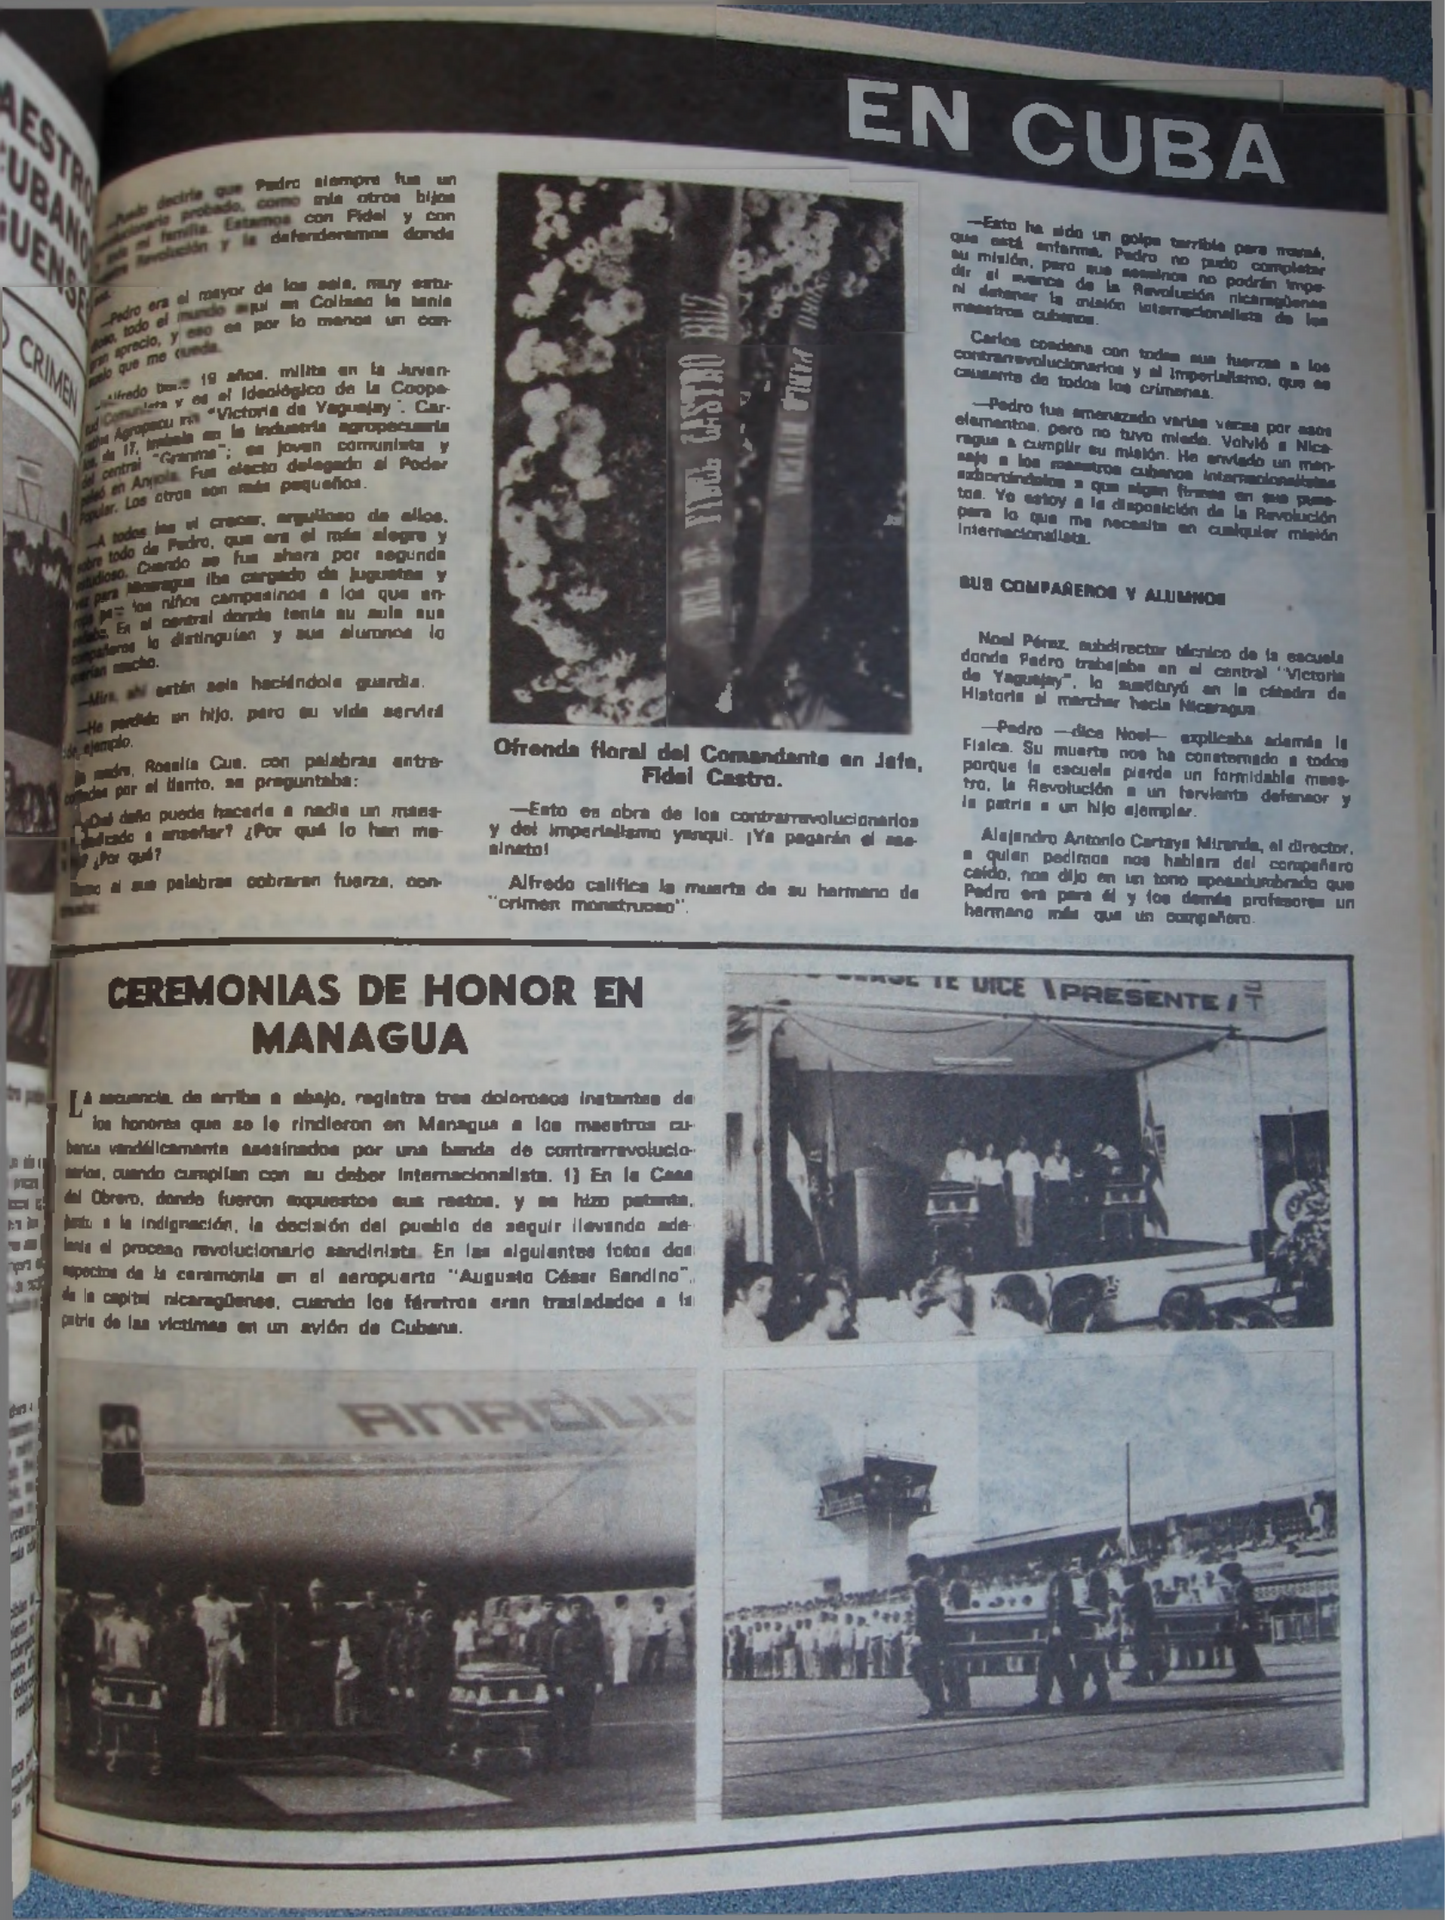 EN CUBA
AESTRO
CUBANO
GUENSE
O CRIMEN
—Puedo decirle que Pedro siempre fue un
revolucionario probado, como mis otros hijos
y toda mi familia. Estamos con Fidel y con
nuestra Revolución y la defenderemos donde
sea.
—Pedro era el mayor de los seis, muy estu-
dioso, todo el mundo aquí en Coliseo le tenía
gran aprecio, y eso es por lo menos un con-
suelo que me queda.
Alfredo tiene 19 años, milita en la Juven-
tud Comunista y es el Ideológico de la Coope-
rativa Agropecuaria "Victoria de Yaguajay". Car-
los, de 17, trabaja en la industria agropecuaria
del central "Granma"; es joven comunista y
peleó en Angola. Fue electo delegado al Poder
Popular. Los otros son más pequeños.
—A todos los vi crecer, orgulloso de ellos,
sobre todo de Pedro, que era el más alegre y
estudioso. Cuando se fue ahora por segunda
vez para Nicaragua iba cargado de juguetes y
ropa para los niños campesinos a los que en-
señaba. En el central donde tenía su aula sus
compañeros lo distinguían y sus alumnos lo
querían mucho.
—Mire, ahí están seis haciéndole guardia.
—He perdido un hijo, pero su vida servirá
de ejemplo.
La madre, Rosalía Cue, con palabras entre-
cortadas por el llanto, se preguntaba:
—¿Qué daño puede hacerle a nadie un maes-
tro dedicado a enseñar? ¿Por qué lo han ma-
tado? ¿Por qué?
Como si sus palabras cobraran fuerza, con-
DEL C. FIDEL CASTRO RUZ
FAMILIA
Ofrenda floral del Comandante en Jefe,
Fidel Castro.
—Esto es obra de los contrarrevolucionarios
y del imperialismo yanqui. ¡Ya pagarán el ase-
sinato!
Alfredo califica la muerte de su hermano de
"crimen monstruoso".
—Esto ha sido un golpe terrible para mamá,
que está enferma. Pedro no pudo completar
su misión, pero sus asesinos no podrán impe-
dir el avance de la Revolución nicaragüense
ni detener la misión internacionalista de los
maestros cubanos.
Carlos condena con todas sus fuerzas a los
contrarrevolucionarios y al imperialismo, que es
causante de todos los crímenes.
—Pedro fue amenazado varias veces por esos
elementos, pero no tuvo miedo. Volvió a Nica-
ragua a cumplir su misión. He enviado un men-
saje a los maestros cubanos internacionalistas
exhortándolos a que sigan firmes en sus pues-
tos. Yo estoy a la disposición de la Revolución
para lo que me necesite en cualquier misión
internacionalista.
SUS COMPAÑEROS Y ALUMNOS
Noel Pérez, subdirector técnico de la escuela
donde Pedro trabajaba en el central "Victoria
de Yaguajay", lo sustituyó en la cátedra de
Historia al marchar hacia Nicaragua.
—Pedro —dice Noel— explicaba además la
Física. Su muerte nos ha consternado a todos
porque la escuela pierde un formidable maes-
tro, la Revolución a un ferviente defensor y
la patria a un hijo ejemplar.
Alejandro Antonio Cartaya Miranda, el director,
a quien pedimos nos hablara del compañero
caído, nos dijo en un tono apesadumbrado que
Pedro era para él y los demás profesores un
hermano más que un compañero.
CEREMONIAS DE HONOR EN
MANAGUA
LA secuencia, de arriba a abajo, registra tres dolorosos instantes de
los honores que se le rindieron en Managua a los maestros cu-
banos vandálicamente asesinados por una banda de contrarrevolucio-
narios, cuando cumplían con su deber internacionalista. 1) En la Casa
del Obrero, donde fueron expuestos sus restos, y se hizo patente,
junto a la indignación, la decisión del pueblo de seguir llevando ade-
lante el proceso revolucionario sandinista. En las siguientes fotos dos
aspectos de la ceremonia en el aeropuerto "Augusto César Sandino",
de la capital nicaragüense, cuando los féretros eran trasladados a la
patria de las víctimas en un avión de Cubana.
CLASE TE DICE ¡PRESENTE!